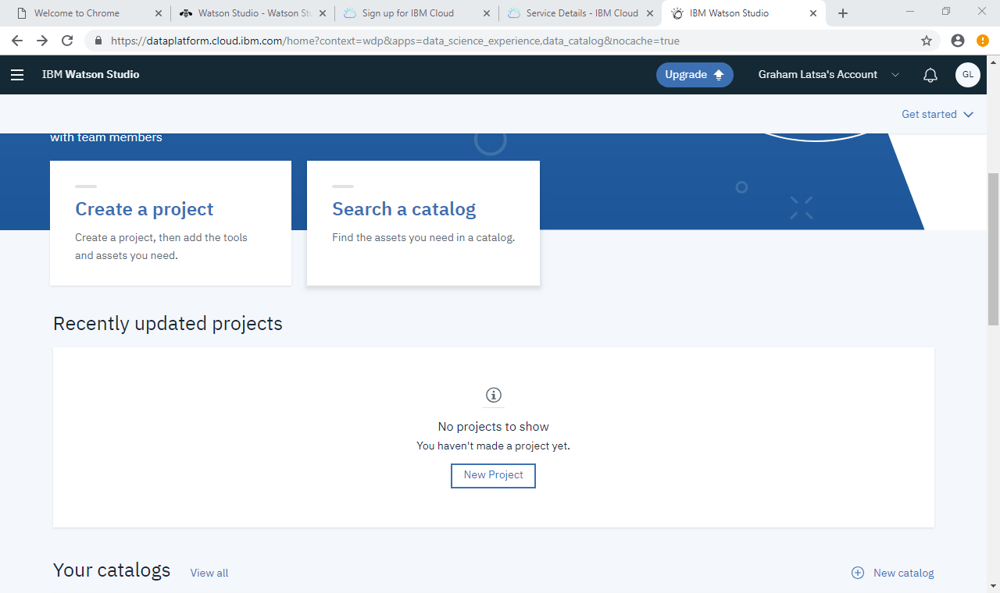 Welcome to Chrome
Watson Studio - Watson Stu
Sign up for IBM Cloud
Service Details - IBM Cloud
IBM Watson Studio
https://dataplatform.cloud.ibm.com/home?context=wdp&apps=data_science_experience,data_catalog&nocache=true
IBM Watson Studio
Upgrade
Graham Latsa's Account
GL
Get started
with team members
Create a project
Create a project, then add the tools
and assets you need.
Search a catalog
Find the assets you need in a catalog.
Recently updated projects
No projects to show
You haven't made a project yet.
New Project
Your catalogs
View all
New catalog